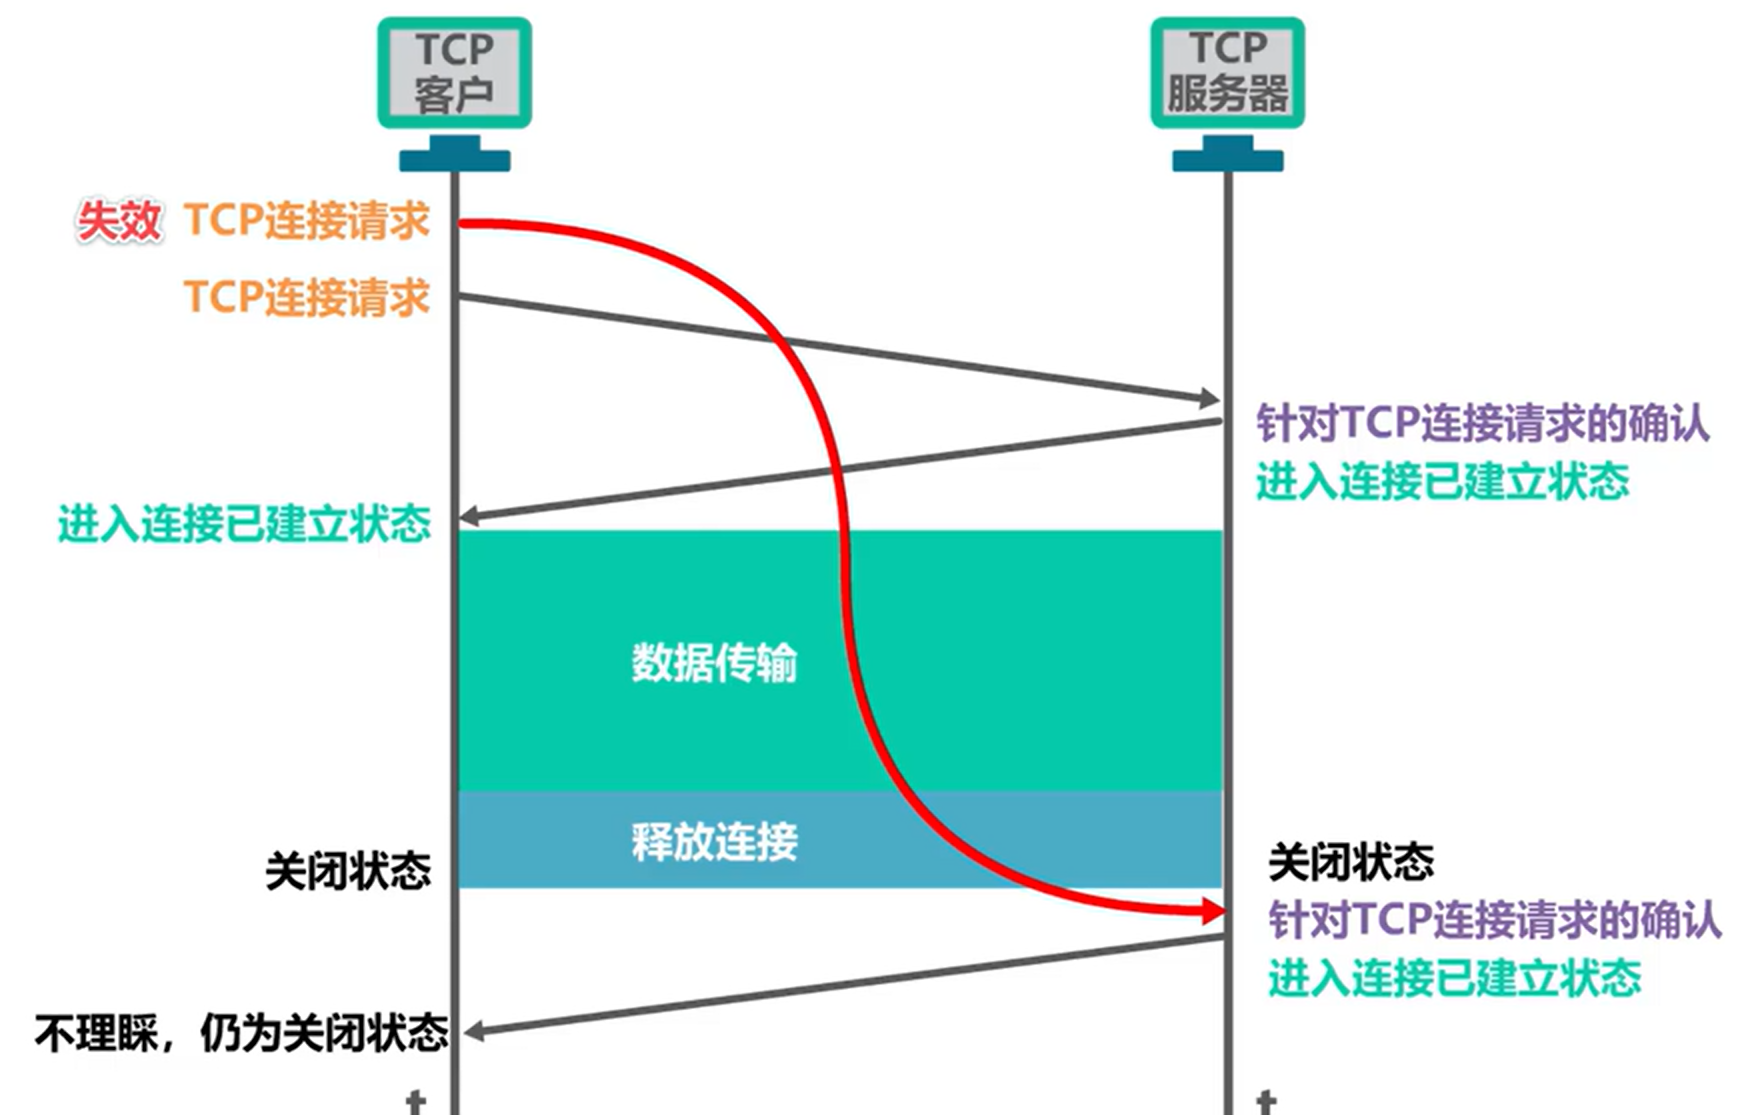 TCP
客户
TCP
服务器
失效 TCP连接请求
TCP连接请求
针对TCP连接请求的确认
进入连接已建立状态
进入连接已建立状态
数据传输
释放连接
关闭状态
关闭状态
针对TCP连接请求的确认
进入连接已建立状态
不理睬，仍为关闭状态
t
t